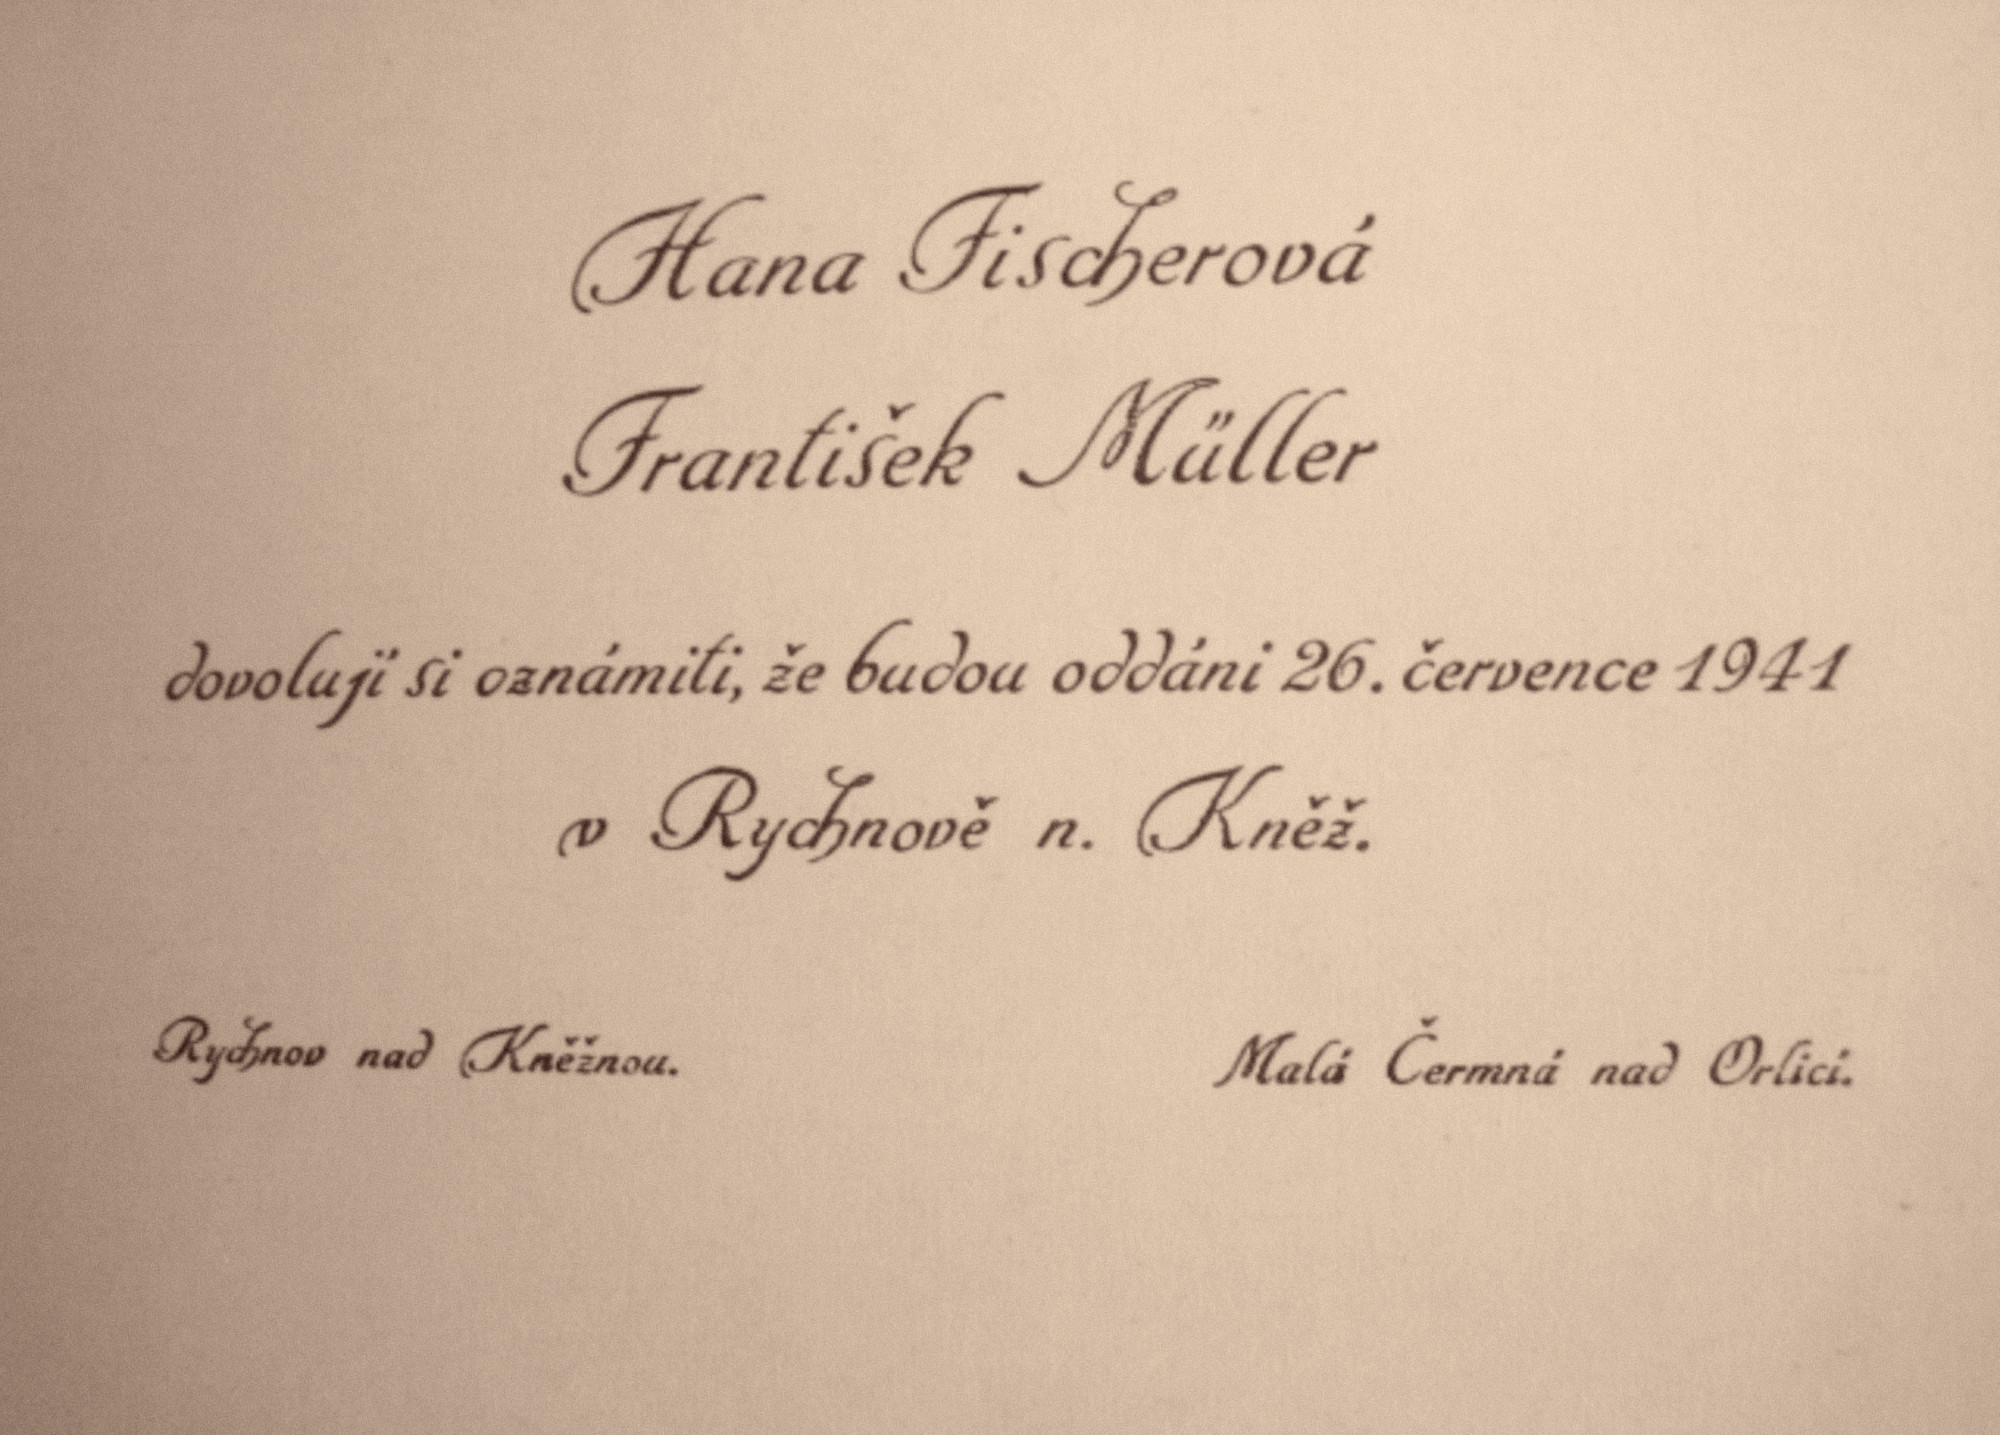 Hana Fischerová
František Müller
dovolují si oznámiti, že budou oddáni 26. července 1941
v Rychnově n. Kněž.
Rychnov nad Kněžnou. Malá Čermná nad Orlicí.